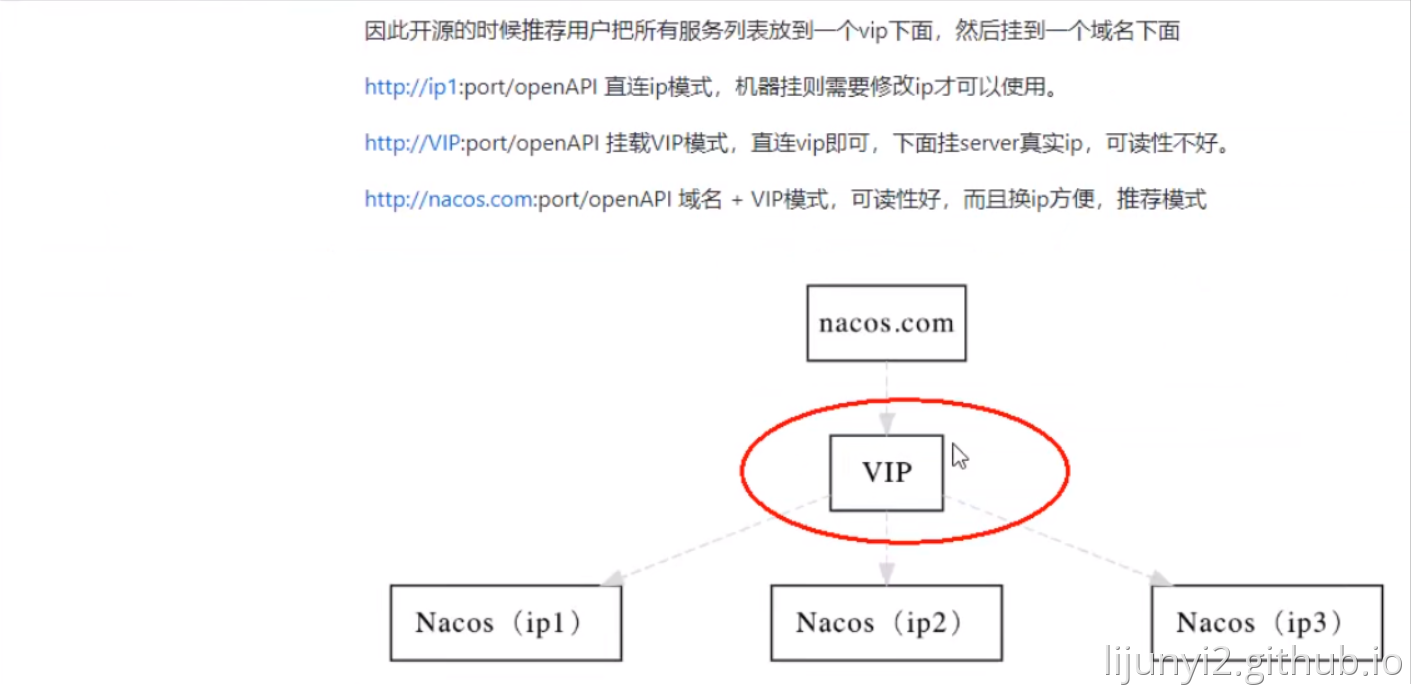 因此开源的时候推荐用户把所有服务列表放到一个vip下面，然后挂到一个域名下面
http://ip1:port/openAPI 直连ip模式，机器挂则需要修改ip才可以使用。
http://VIP:port/openAPI 挂载VIP模式，直连vip即可，下面挂server真实ip，可读性不好。
http://nacos.com:port/openAPI 域名 + VIP模式，可读性好，而且换ip方便，推荐模式
nacos.com
VIP
Nacos（ip1）
Nacos（ip2）
Nacos（ip3）
lijunyi2.github.io